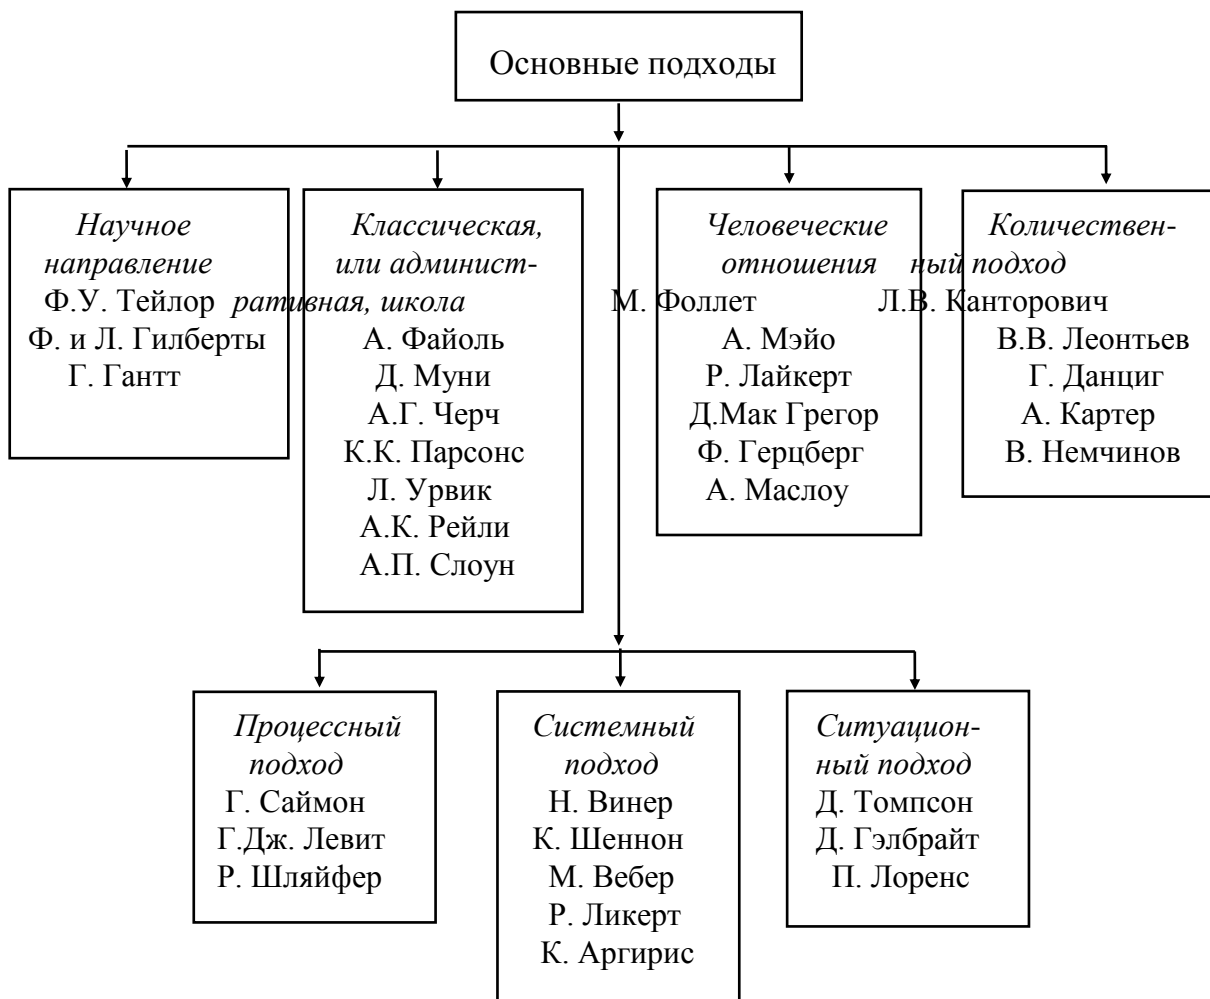 Основные подходы
Научное
направление
Ф.У. Тейлор
Ф. и Л. Гилберты
Г. Гантт
Классическая,
или админист-
ративная, школа
А. Файоль
Д. Муни
А.Г. Черч
К.К. Парсонс
Л. Урвик
А.К. Рейли
А.П. Слоун
Человеческие
отношения
М. Фоллет
А. Мэйо
Р. Лайкерт
Д.Мак Грегор
Ф. Герцберг
А. Маслоу
Количествен-
ный подход
Л.В. Канторович
В.В. Леонтьев
Г. Данциг
А. Картер
В. Немчинов
Процессный
подход
Г. Саймон
Г.Дж. Левит
Р. Шляйфер
Системный
подход
Н. Винер
К. Шеннон
М. Вебер
Р. Ликерт
К. Аргирис
Ситуацион-
ный подход
Д. Томпсон
Д. Гэлбрайт
П. Лоренс